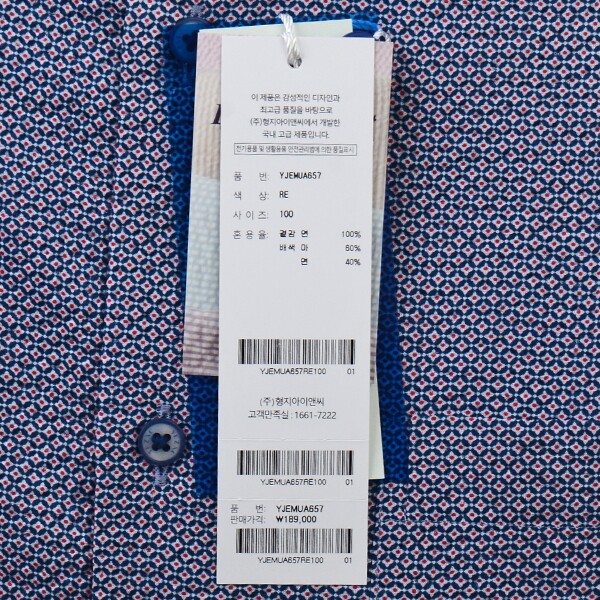 이 제품은 감성적인 디자인과
최고급 품질을 바탕으로
(주)형지아이앤씨에서 개발한
국내 고급 제품입니다.
전기용품 및 생활용품 안전관리법에 의한 품질표시
품 번: YJEMUA657
색 상: RE
사 이 즈: 100
혼 용 율: 겉감 면 100%
배색 마 60%
면 40%
YJEMUA657RE100 01
(주)형지아이앤씨
고객만족실 : 1661-7222
YJEMUA657RE100 01
품 번: YJEMUA657
판매가격: ₩189,000
YJEMUA657RE100 01